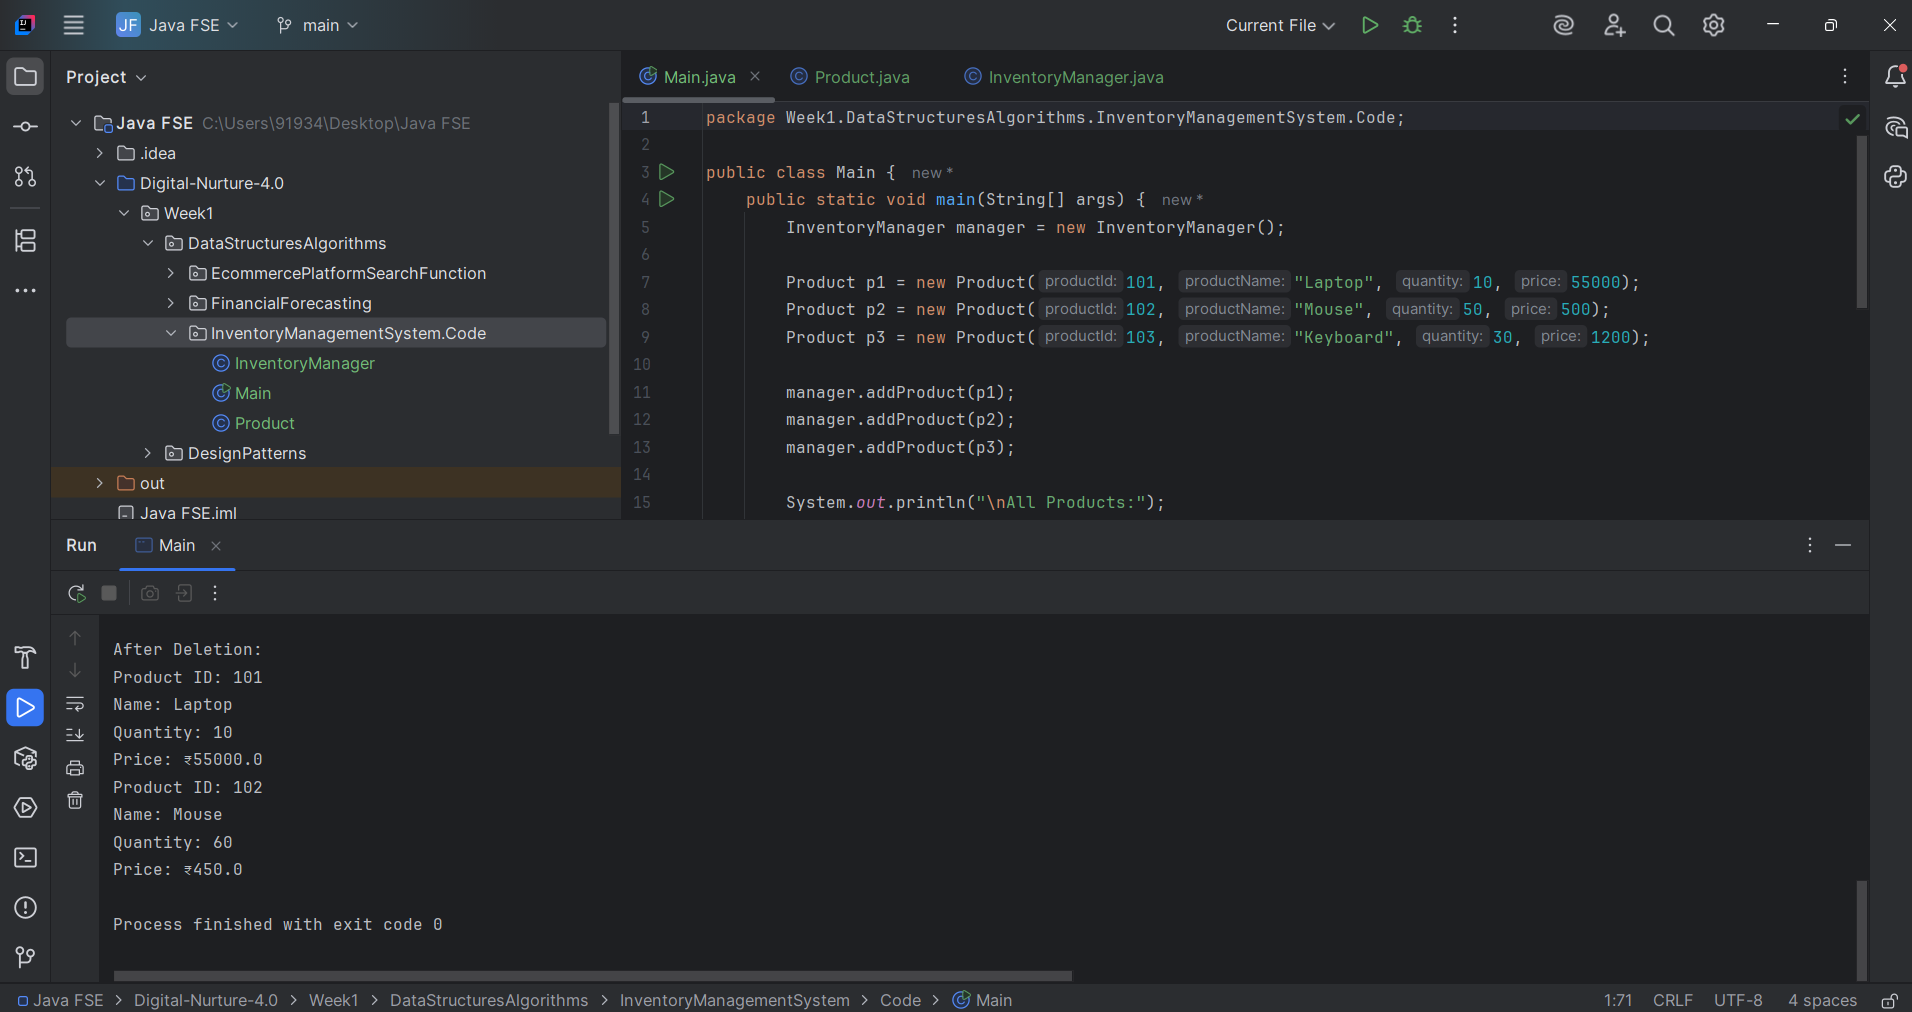 JF Java FSE main Current File
Project
Java FSE C:\Users\91934\Desktop\Java FSE
.idea
Digital-Nurture-4.0
Week1
DataStructuresAlgorithms
EcommercePlatformSearchFunction
FinancialForecasting
InventoryManagementSystem.Code
InventoryManager
Main
Product
DesignPatterns
out
Java FSE.iml
Main.java Product.java InventoryManager.java
1 package Week1.DataStructuresAlgorithms.InventoryManagementSystem.Code;
2
3 public class Main { new *
4 public static void main(String[] args) { new *
5 InventoryManager manager = new InventoryManager();
6
7 Product p1 = new Product( productId: 101, productName: "Laptop", quantity: 10, price: 55000);
8 Product p2 = new Product( productId: 102, productName: "Mouse", quantity: 50, price: 500);
9 Product p3 = new Product( productId: 103, productName: "Keyboard", quantity: 30, price: 1200);
10
11 manager.addProduct(p1);
12 manager.addProduct(p2);
13 manager.addProduct(p3);
14
15 System.out.println("\nAll Products:");
Run Main
After Deletion:
Product ID: 101
Name: Laptop
Quantity: 10
Price: ₹55000.0
Product ID: 102
Name: Mouse
Quantity: 60
Price: ₹450.0
Process finished with exit code 0
Java FSE > Digital-Nurture-4.0 > Week1 > DataStructuresAlgorithms > InventoryManagementSystem > Code > Main 1:71 CRLF UTF-8 4 spaces